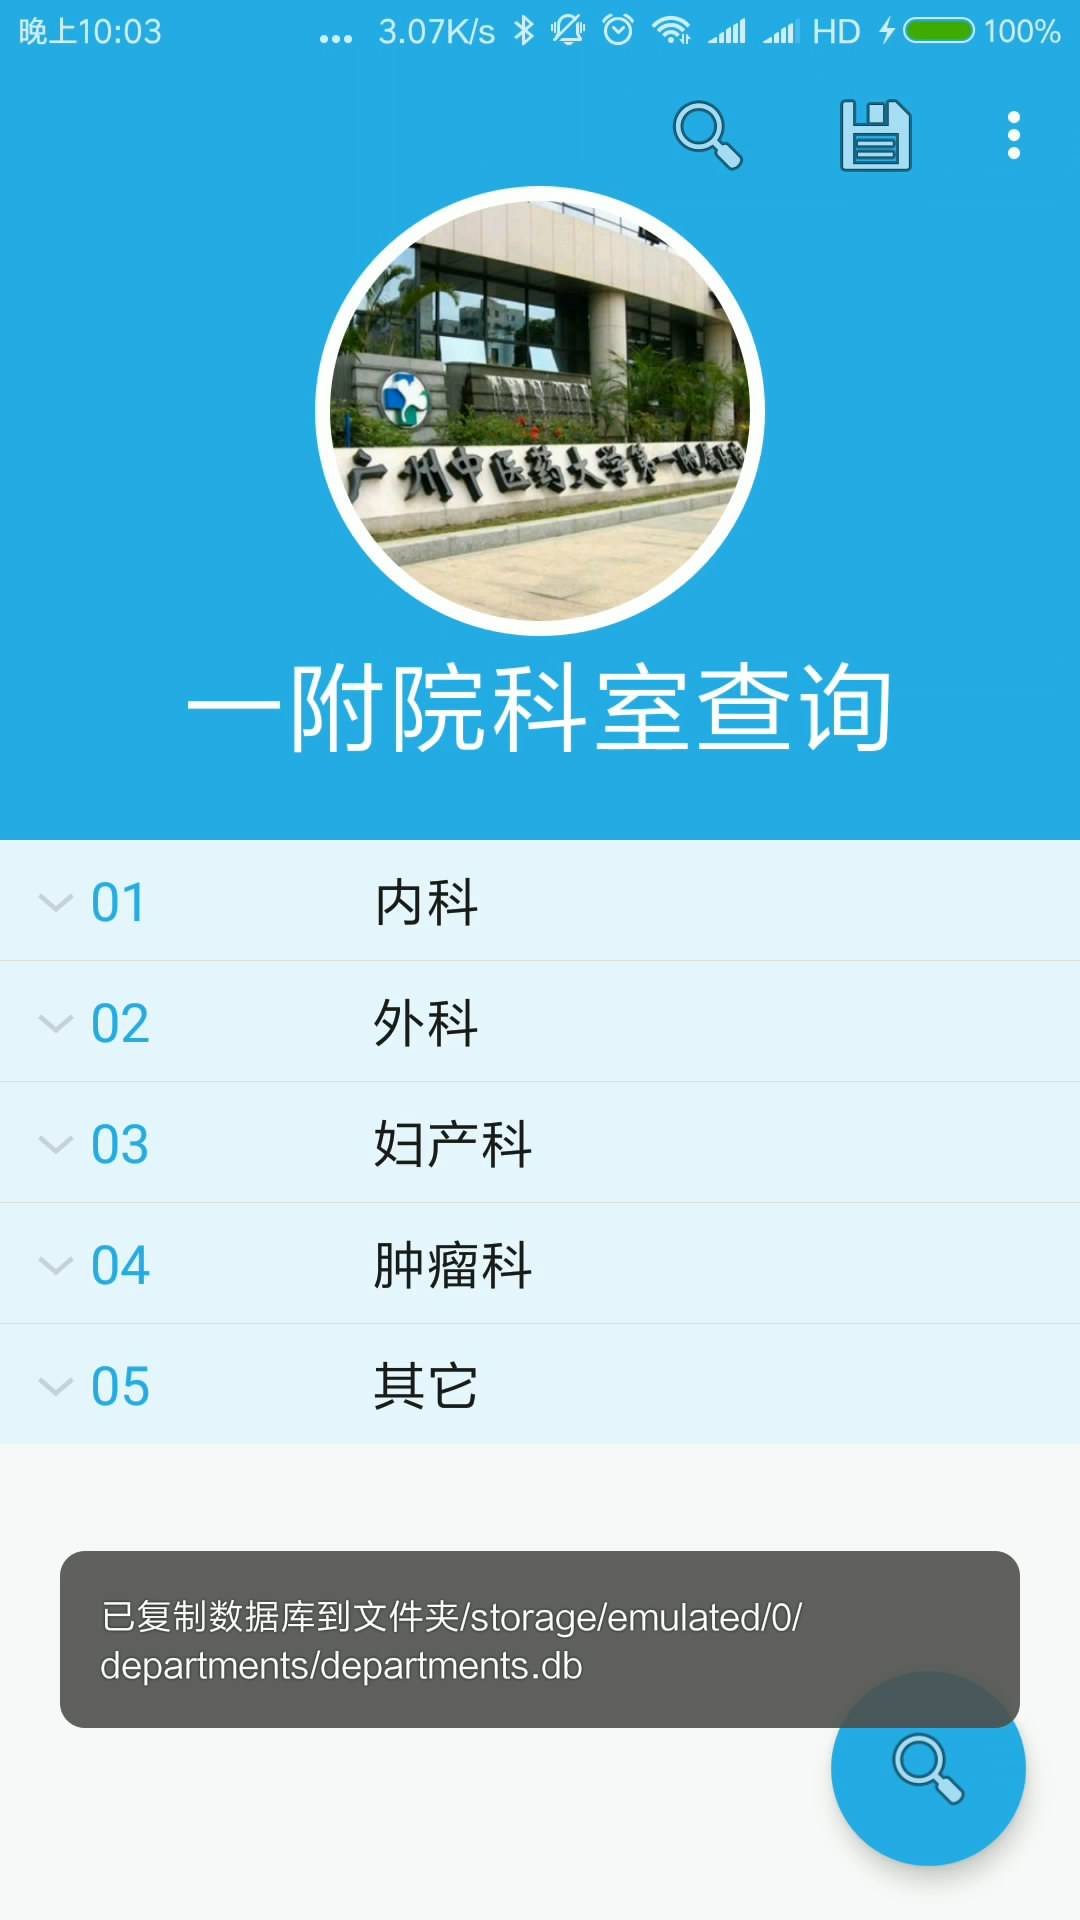 晚上10:03 ... 3.07K/s HD 100%
广州中医药大学第一附属医院
一附院科室查询
01 内科
02 外科
03 妇产科
04 肿瘤科
05 其它
已复制数据库到文件夹/storage/emulated/0/
departments/departments.db